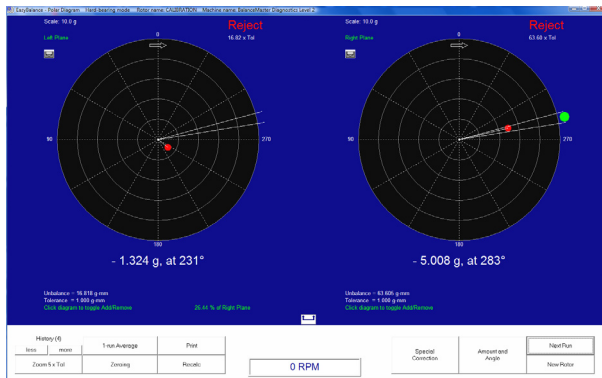 EasyBalance - Polar Diagram Hard-bearing mode Rotor name: CALIBRATION Machine name: BalanceMaster Diagnostics Level 2
Scale: 10.0 g
Reject
Left Plane
16.82 x Tol
0
90
270
180
- 1.324 g, at 231°
Unbalance = 16.818 g-mm
Tolerance = 1.000 g-mm
Click diagram to toggle Add/Remove
26.44 % of Right Plane
Scale: 10.0 g
Reject
Right Plane
63.60 x Tol
0
90
270
180
- 5.008 g, at 283°
Unbalance = 63.605 g-mm
Tolerance = 1.000 g-mm
Click diagram to toggle Add/Remove
History (4)
less more
1-run Average
Print
Zoom 5 x Tol
Zeroing
Recalc
0 RPM
Special
Correction
Amount and
Angle
Next Run
New Rotor